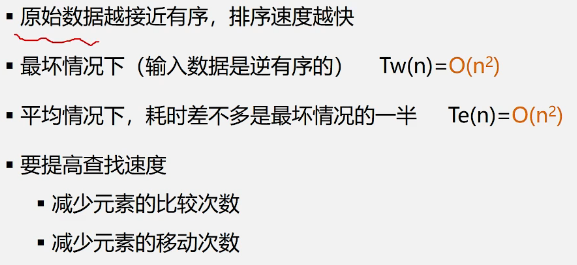 ▪ 原始数据越接近有序，排序速度越快
▪ 最坏情况下（输入数据是逆有序的） Tw(n)=O(n²)
▪ 平均情况下，耗时差不多是最坏情况的一半 Te(n)=O(n²)
▪ 要提高查找速度
▪ 减少元素的比较次数
▪ 减少元素的移动次数